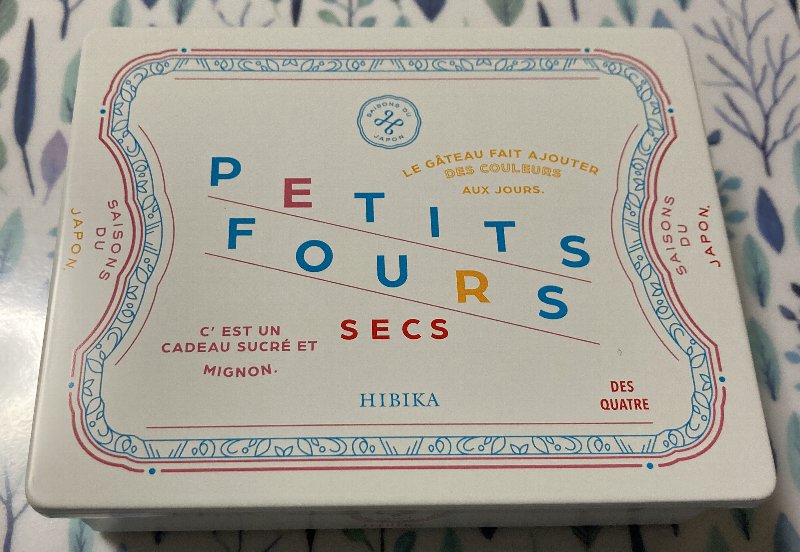 SAISONS DU
JAPON
LE GÂTEAU FAIT AJOUTER
DES COULEURS
AUX JOURS.
PETITS
FOURS
SECS
C' EST UN
CADEAU SUCRÉ ET
MIGNON.
HIBIKA
DES
QUATRE
SAISONS
DU
JAPON.
SAISONS
DU
JAPON.